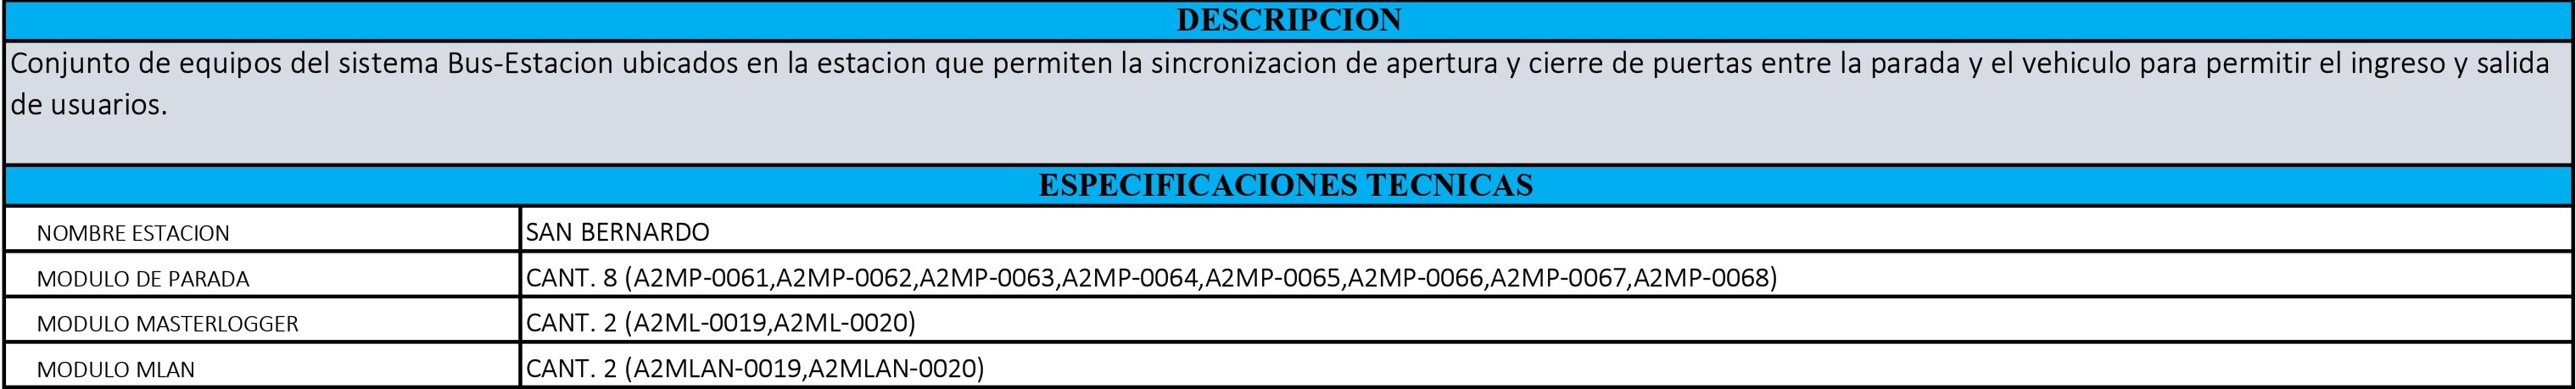 DESCRIPCION
Conjunto de equipos del sistema Bus-Estacion ubicados en la estacion que permiten la sincronizacion de apertura y cierre de puertas entre la parada y el vehiculo para permitir el ingreso y salida
de usuarios.
ESPECIFICACIONES TECNICAS
NOMBRE ESTACION SAN BERNARDO
MODULO DE PARADA CANT. 8 (A2MP-0061,A2MP-0062,A2MP-0063,A2MP-0064,A2MP-0065,A2MP-0066,A2MP-0067,A2MP-0068)
MODULO MASTERLOGGER CANT. 2 (A2ML-0019,A2ML-0020)
MODULO MLAN CANT. 2 (A2MLAN-0019,A2MLAN-0020)